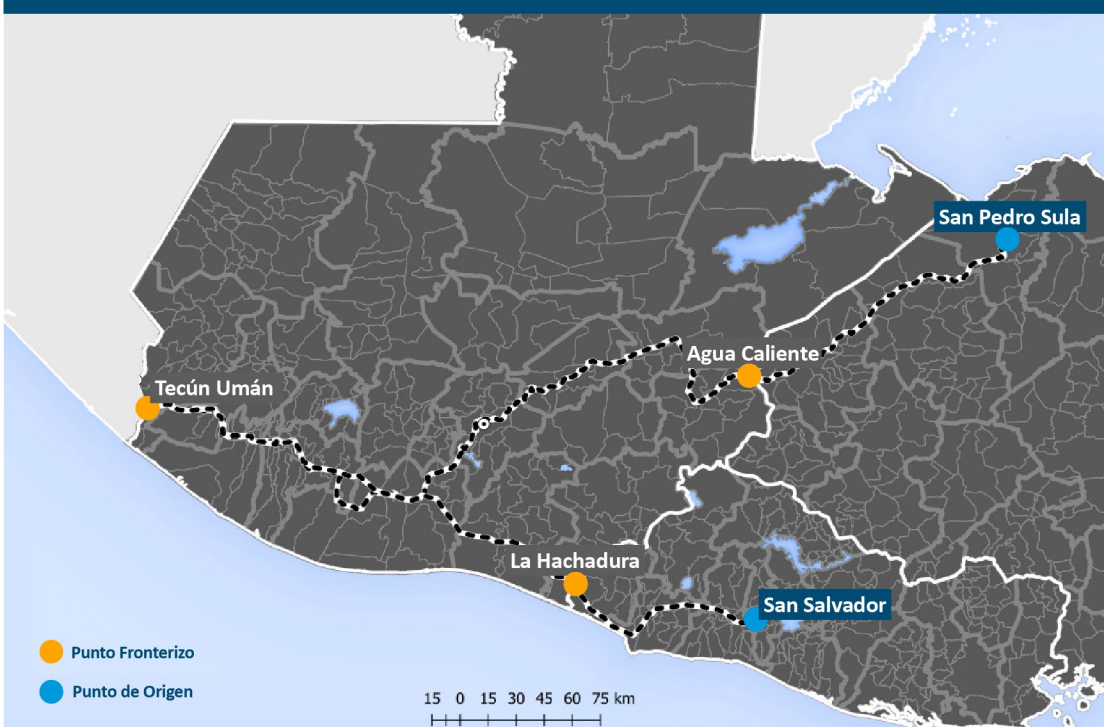 San Pedro Sula
Agua Caliente
Tecún Umán
La Hachadura
San Salvador
Punto Fronterizo
Punto de Origen
15 0 15 30 45 60 75 km